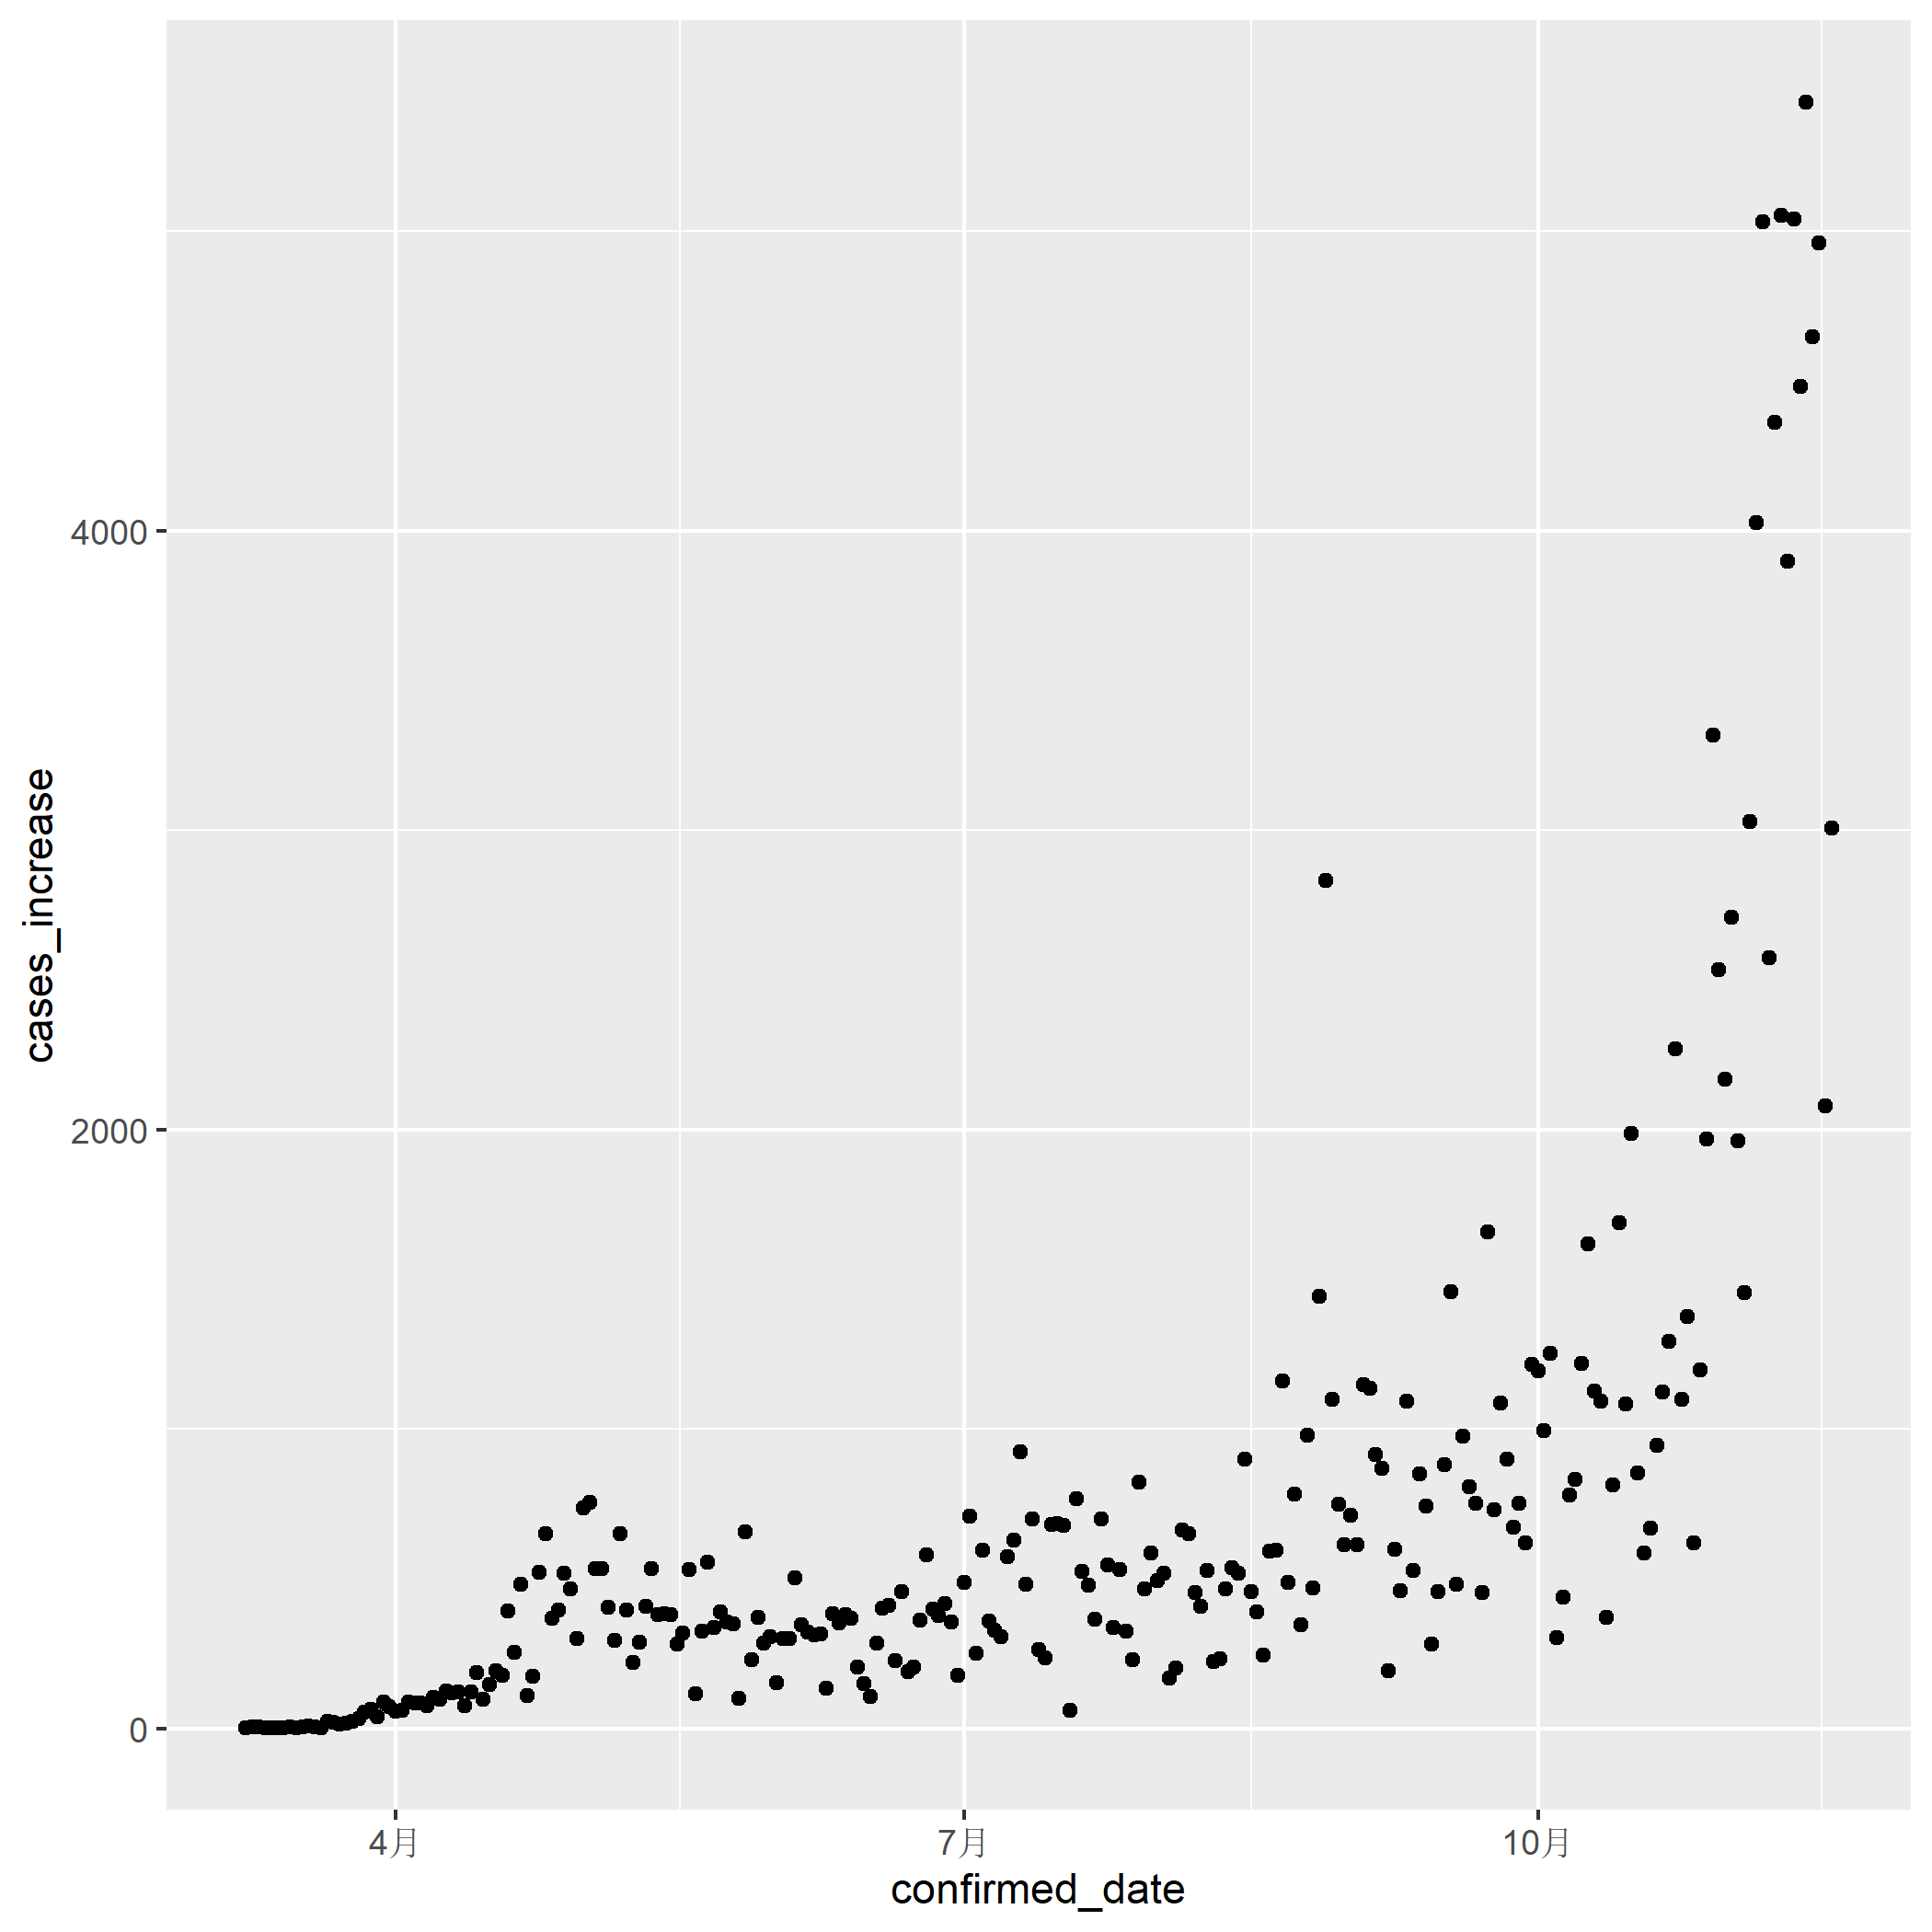 cases_increase
4000
2000
0
4月
7月
10月
confirmed_date